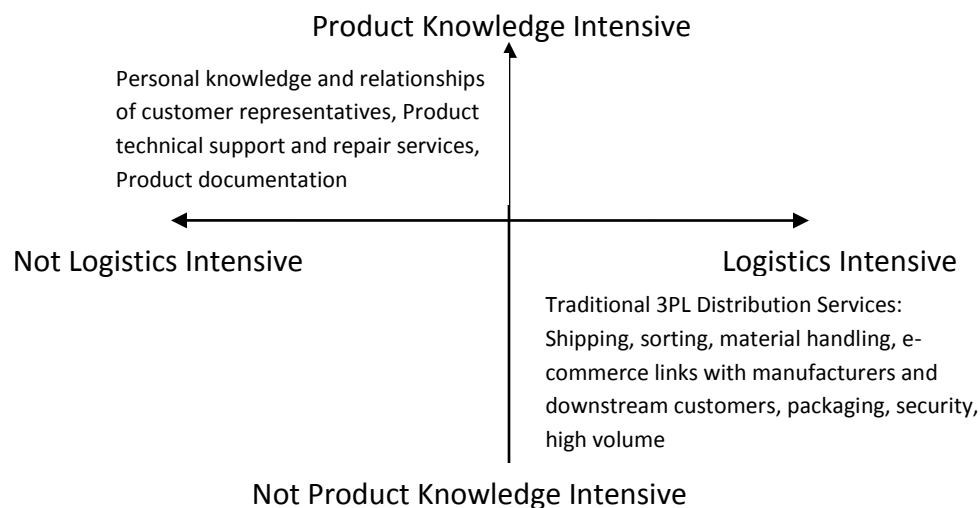 Product Knowledge Intensive
Personal knowledge and relationships
of customer representatives, Product
technical support and repair services,
Product documentation
Not Logistics Intensive
Logistics Intensive
Traditional 3PL Distribution Services:
Shipping, sorting, material handling, e-
commerce links with manufacturers and
downstream customers, packaging, security,
high volume
Not Product Knowledge Intensive